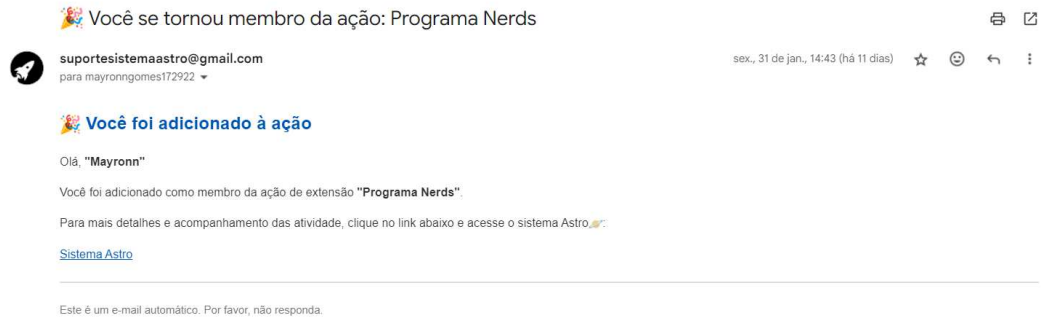 🎉 Você se tornou membro da ação: Programa Nerds
suportesistemaastro@gmail.com
sex., 31 de jan., 14:43 (há 11 dias)
para mayronngomes172922
🎉 Você foi adicionado à ação
Olá, "Mayronn"
Você foi adicionado como membro da ação de extensão "Programa Nerds".
Para mais detalhes e acompanhamento das atividade, clique no link abaixo e acesse o sistema Astro🪐:
Sistema Astro
Este é um e-mail automático. Por favor, não responda.